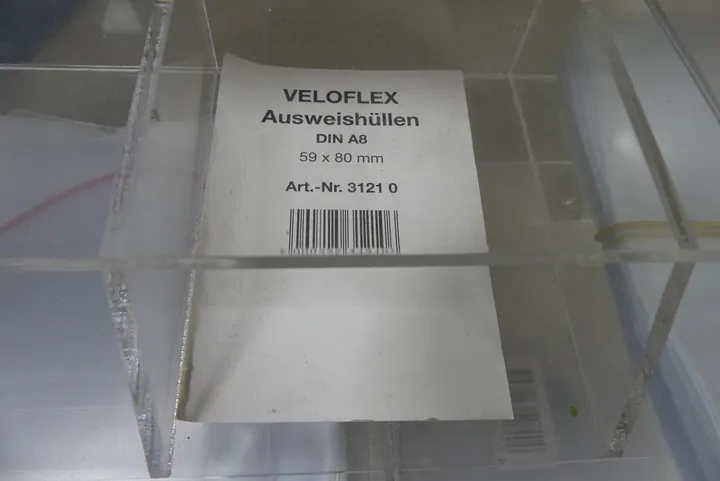 VELOFLEX
Ausweishüllen
DIN A8
59 x 80 mm
Art.-Nr. 3121 0